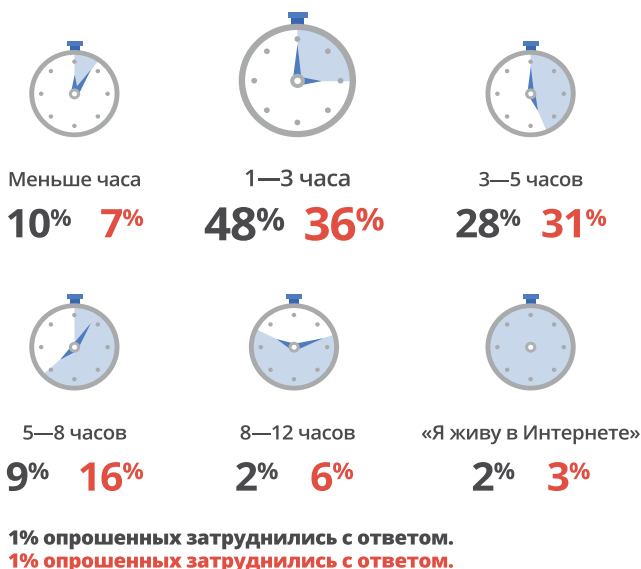 Меньше часа
10% 7%
1—3 часа
48% 36%
3—5 часов
28% 31%
5—8 часов
9% 16%
8—12 часов
2% 6%
«Я живу в Интернете»
2% 3%
1% опрошенных затруднились с ответом.
1% опрошенных затруднились с ответом.